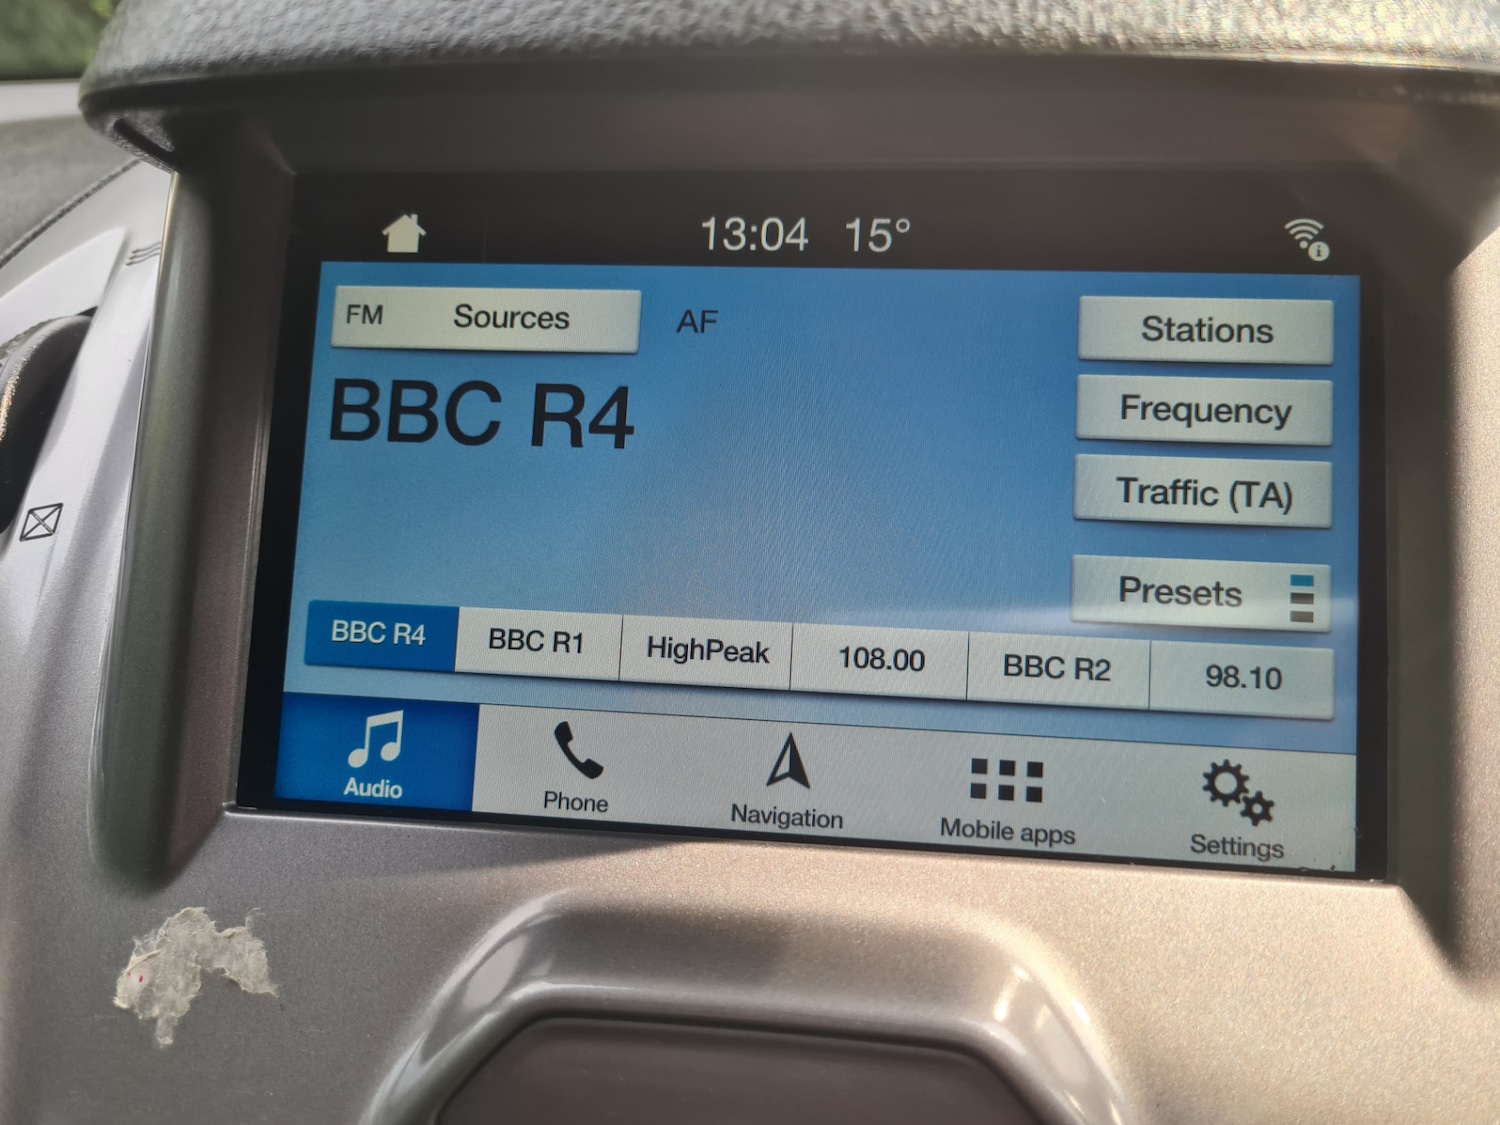 13:04 15°
FM Sources AF Stations
BBC R4
Frequency
Traffic (TA)
Presets
BBC R4 BBC R1 HighPeak 108.00 BBC R2 98.10
Audio Phone Navigation Mobile apps Settings